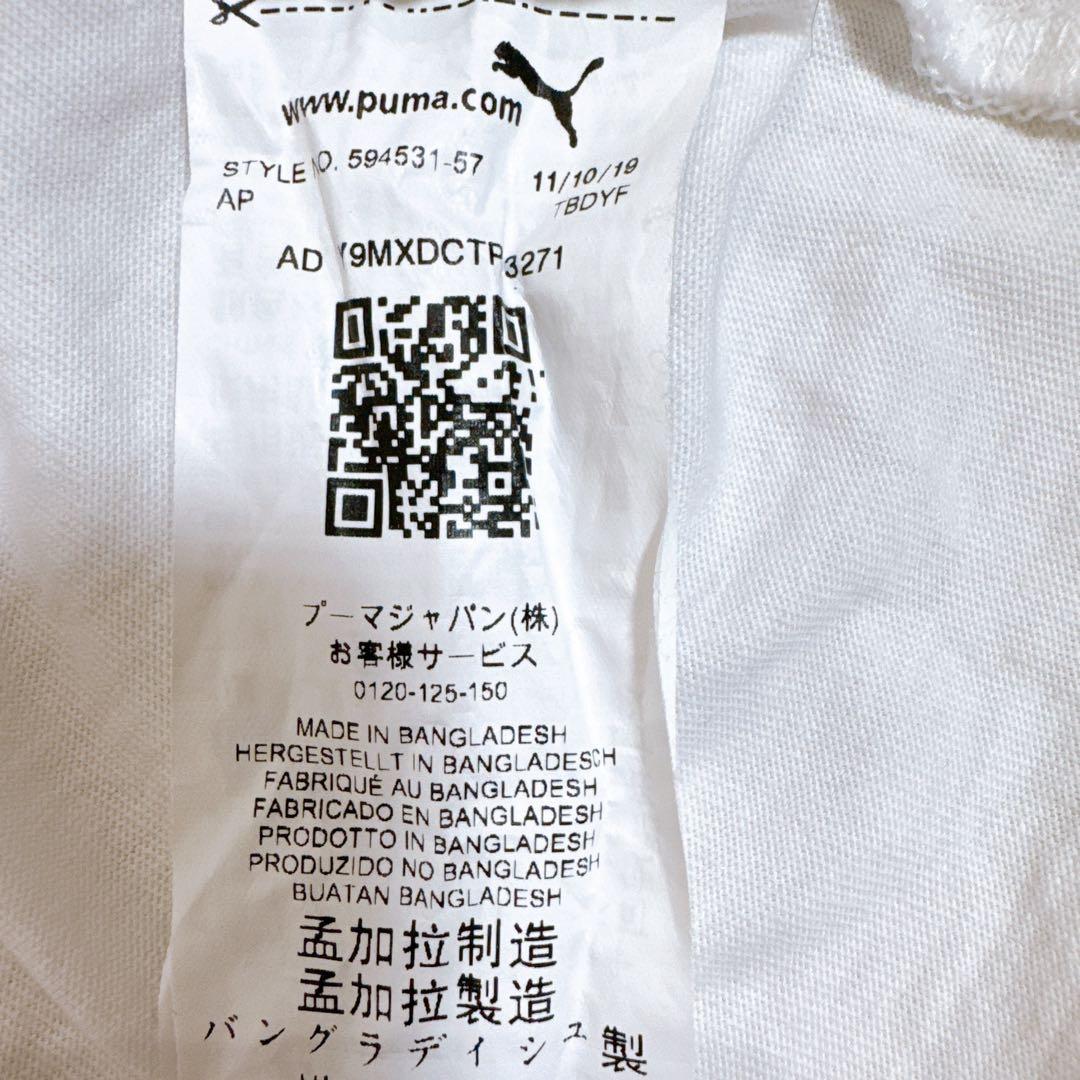 www.puma.com
STYLE NO. 594531-57
AP
11/10/19
TBDYF
3271
プーマジャパン(株)
お客様サービス
0120-125-150
MADE IN BANGLADESH
HERGESTELLT IN BANGLADESCH
FABRIQUÉ AU BANGLADESH
FABRICADO EN BANGLADESH
PRODOTTO IN BANGLADESH
PRODUZIDO NO BANGLADESH
BUATAN BANGLADESH
孟加拉制造
孟加拉製造
バングラディシュ製